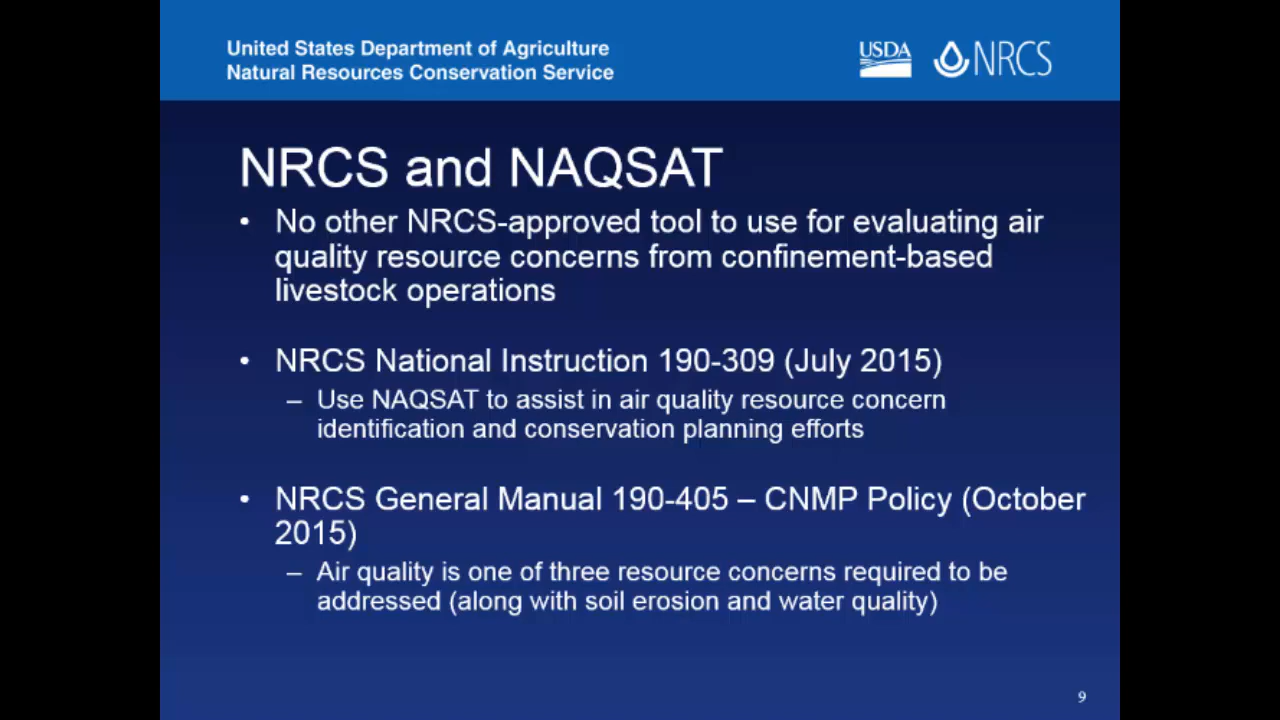 United States Department of Agriculture
Natural Resources Conservation Service
USDA
NRCS
NRCS and NAQSAT
• No other NRCS-approved tool to use for evaluating air
quality resource concerns from confinement-based
livestock operations
• NRCS National Instruction 190-309 (July 2015)
– Use NAQSAT to assist in air quality resource concern
identification and conservation planning efforts
• NRCS General Manual 190-405 – CNMP Policy (October
2015)
– Air quality is one of three resource concerns required to be
addressed (along with soil erosion and water quality)
9